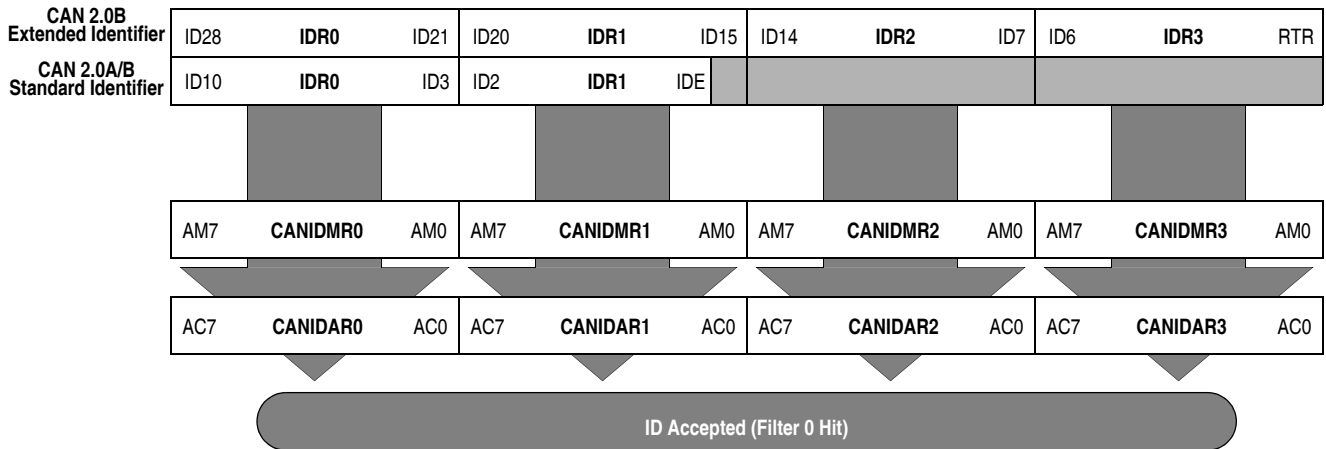 CAN 2.0B
Extended Identifier
ID28 IDR0 ID21 ID20 IDR1 ID15 ID14 IDR2 ID7 ID6 IDR3 RTR
CAN 2.0A/B
Standard Identifier
ID10 IDR0 ID3 ID2 IDR1 IDE
AM7 CANIDMR0 AM0 AM7 CANIDMR1 AM0 AM7 CANIDMR2 AM0 AM7 CANIDMR3 AM0
AC7 CANIDAR0 AC0 AC7 CANIDAR1 AC0 AC7 CANIDAR2 AC0 AC7 CANIDAR3 AC0
ID Accepted (Filter 0 Hit)